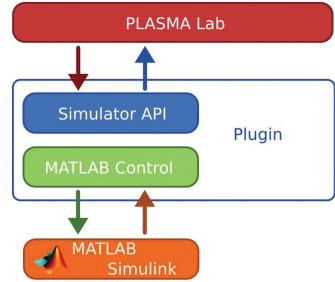 PLASMA Lab
Simulator API
Plugin
MATLAB Control
MATLAB
Simulink